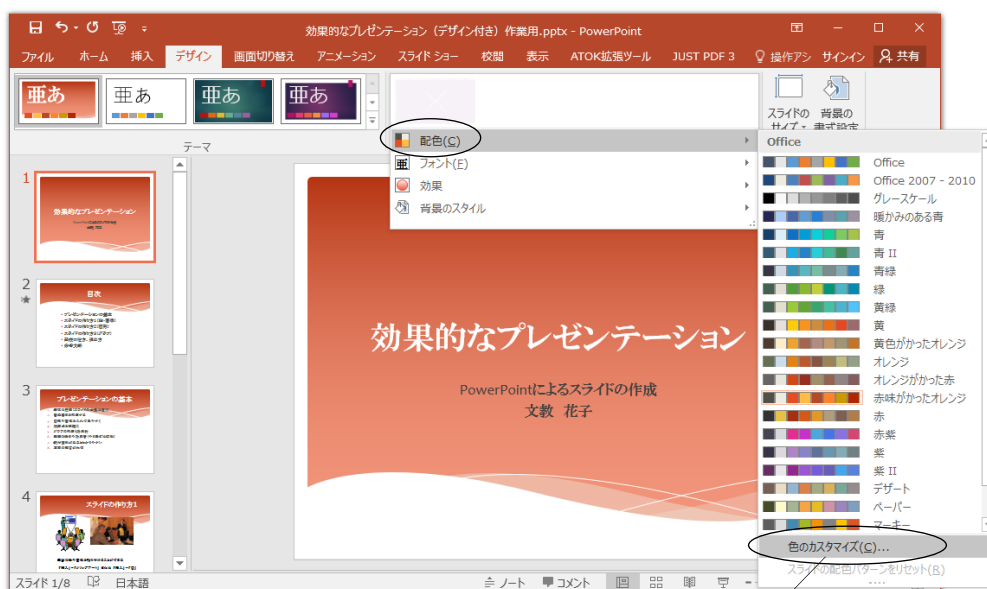 効果的なプレゼンテーション（デザイン付き）作業用.pptx - PowerPoint
ファイル ホーム 挿入 デザイン 画面切り替え アニメーション スライド ショー 校閲 表示 ATOK拡張ツール JUST PDF 3 操作アシ サインイン 共有
亜あ 亜あ 亜あ 亜あ
スライドの 背景の
サイズ 書式設定
テーマ
配色(C)
亜 フォント(F)
効果
背景のスタイル
Office
Office
Office 2007 - 2010
グレースケール
暖かみのある青
青
青 II
青緑
緑
黄緑
黄
黄色がかったオレンジ
オレンジ
オレンジがかった赤
赤味がかったオレンジ
赤
赤紫
紫
紫 II
デザート
ペーパー
マーキー
色のカスタマイズ(C)...
スライドの配色パターンをリセット(R)
1
効果的なプレゼンテーション
2
目次
3
プレゼンテーションの基本
4
スライドの作り方1
効果的なプレゼンテーション
PowerPointによるスライドの作成
文教 花子
スライド 1/8 日本語 ノート コメント